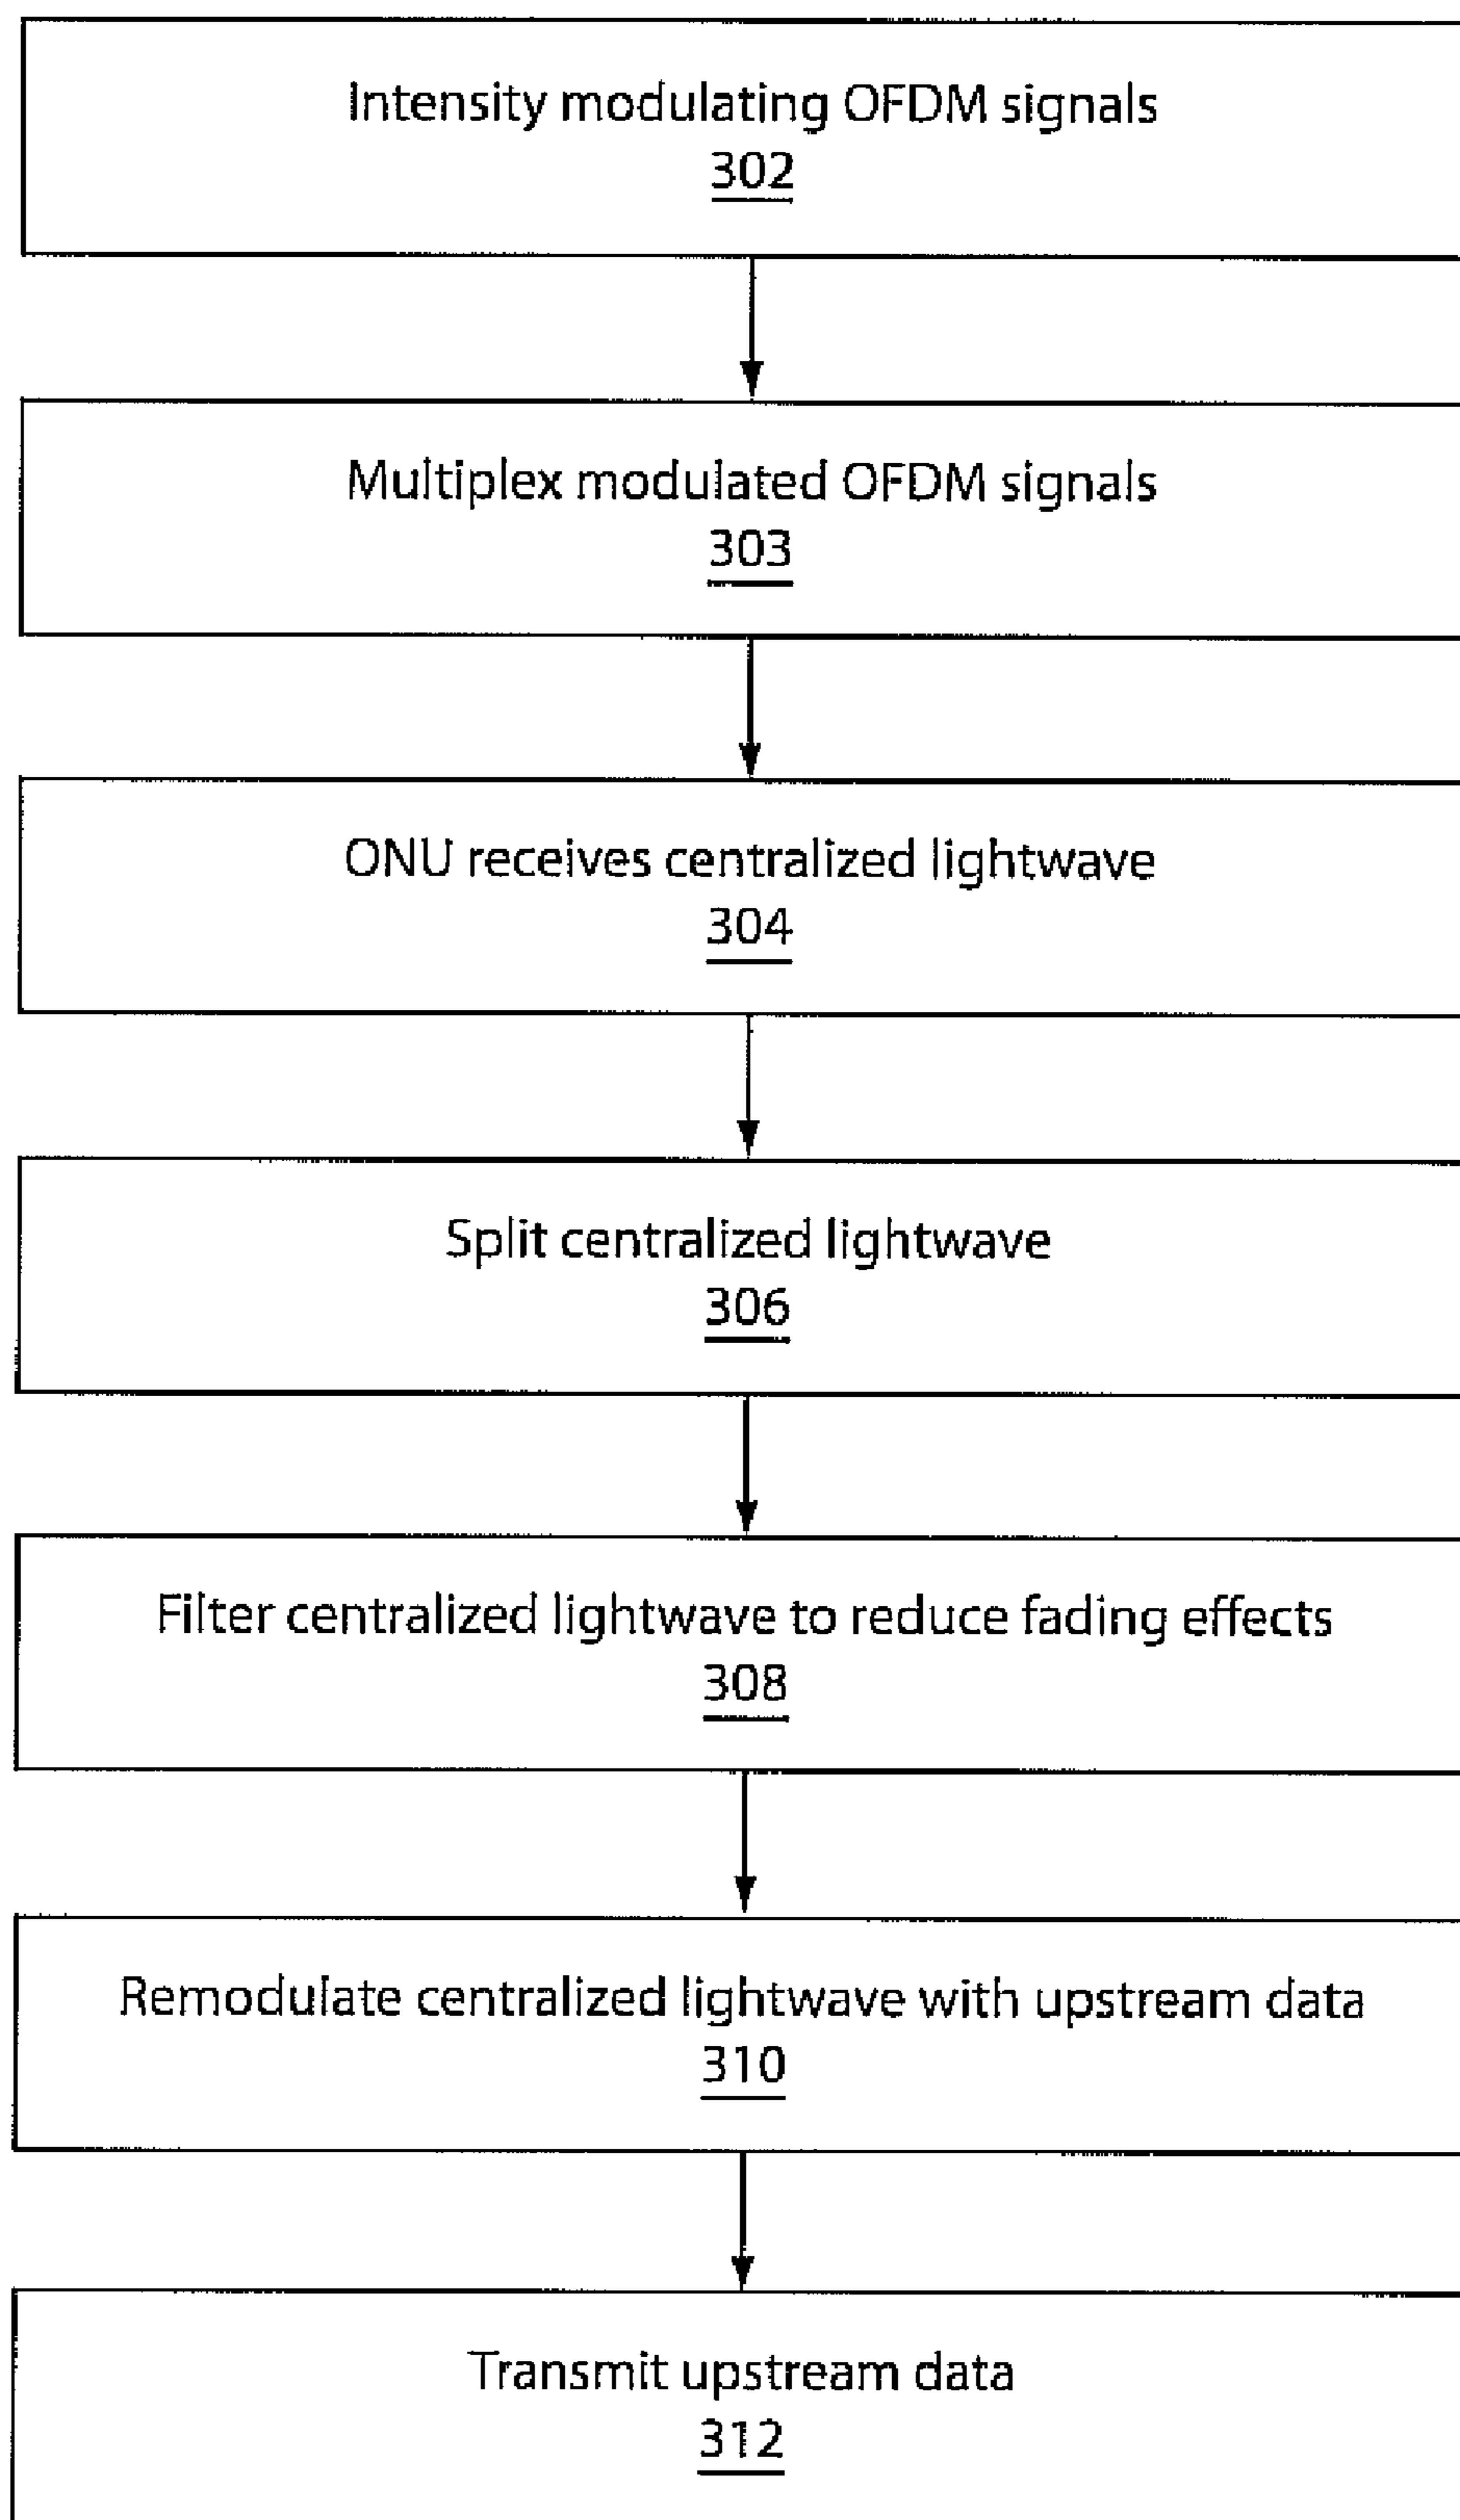 Intensity modulating OFDM signals
302
Multiplex modulated OFDM signals
303
ONU receives centralized lightwave
304
Split centralized lightwave
306
Filter centralized lightwave to reduce fading effects
308
Remodulate centralized lightwave with upstream data
310
Transmit upstream data
312